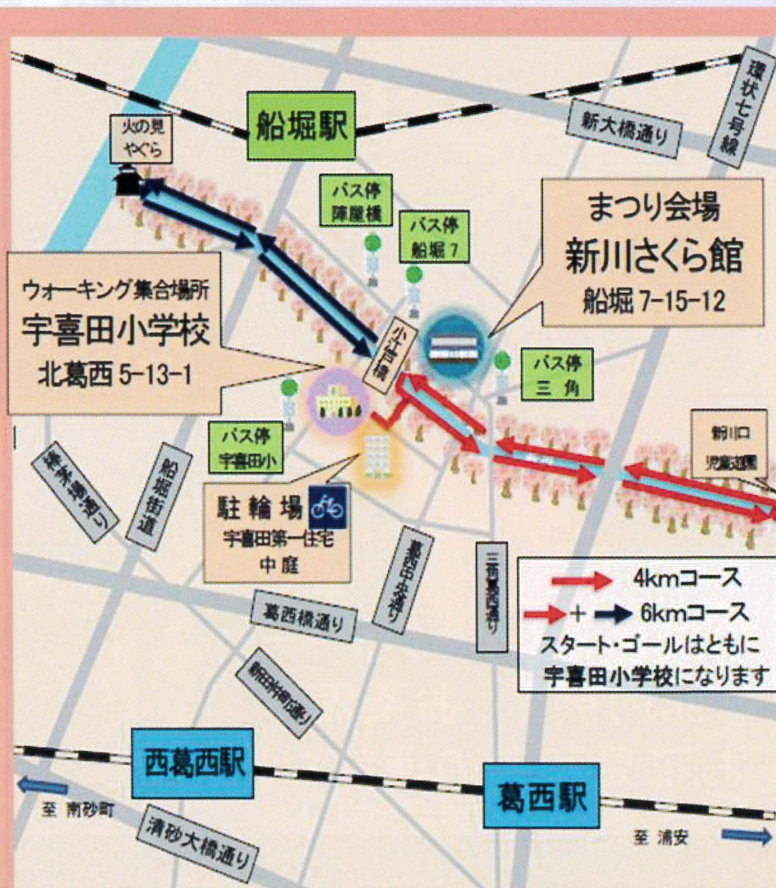 火の見
やぐら
船堀駅
新大橋通り
環状七号線
バス停
陣屋橋
バス停
船堀7
まつり会場
新川さくら館
船堀 7-15-12
ウォーキング集合場所
宇喜田小学校
北葛西 5-13-1
小江戸橋
バス停
三角
バス停
宇喜田小
新川口
児童遊園
船堀街道
駐輪場
宇喜田第一住宅
中庭
葛西中央通り
三角葛西通り
葛西橋通り
4kmコース
+
6kmコース
スタート・ゴールはともに
宇喜田小学校になります
西葛西駅
葛西駅
至 南砂町
清砂大橋通り
至 浦安